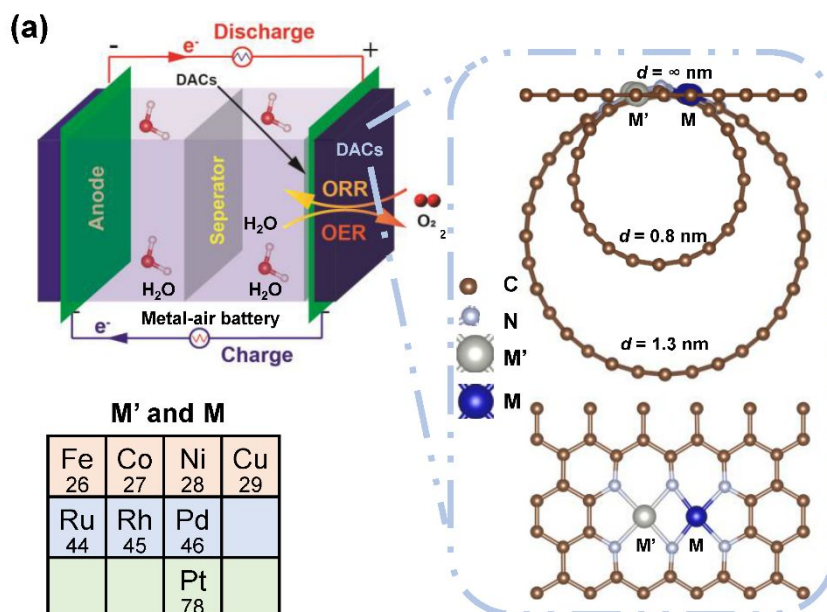 (a)
Discharge
e-
-
+
DACs
DACs
Anode
Seperator
ORR
OER
H₂O
O₂
H₂O
H₂O
Metal-air battery
e-
Charge
M' and M
Fe Co Ni Cu
26 27 28 29
Ru Rh Pd
44 45 46
Pt
78
d = ∞ nm
M' M
d = 0.8 nm
d = 1.3 nm
C
N
M'
M
M' M